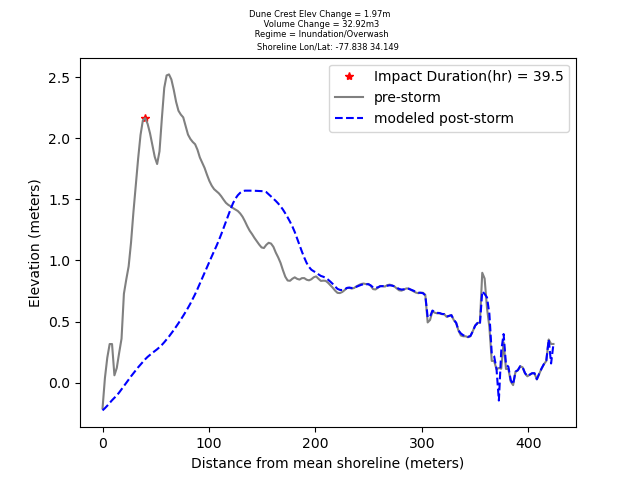 Dune Crest Elev Change = 1.97m
Volume Change = 32.92m3
Regime = Inundation/Overwash
Shoreline Lon/Lat: -77.838 34.149
Impact Duration(hr) = 39.5
pre-storm
modeled post-storm
Elevation (meters)
2.5
2.0
1.5
1.0
0.5
0.0
0 100 200 300 400
Distance from mean shoreline (meters)